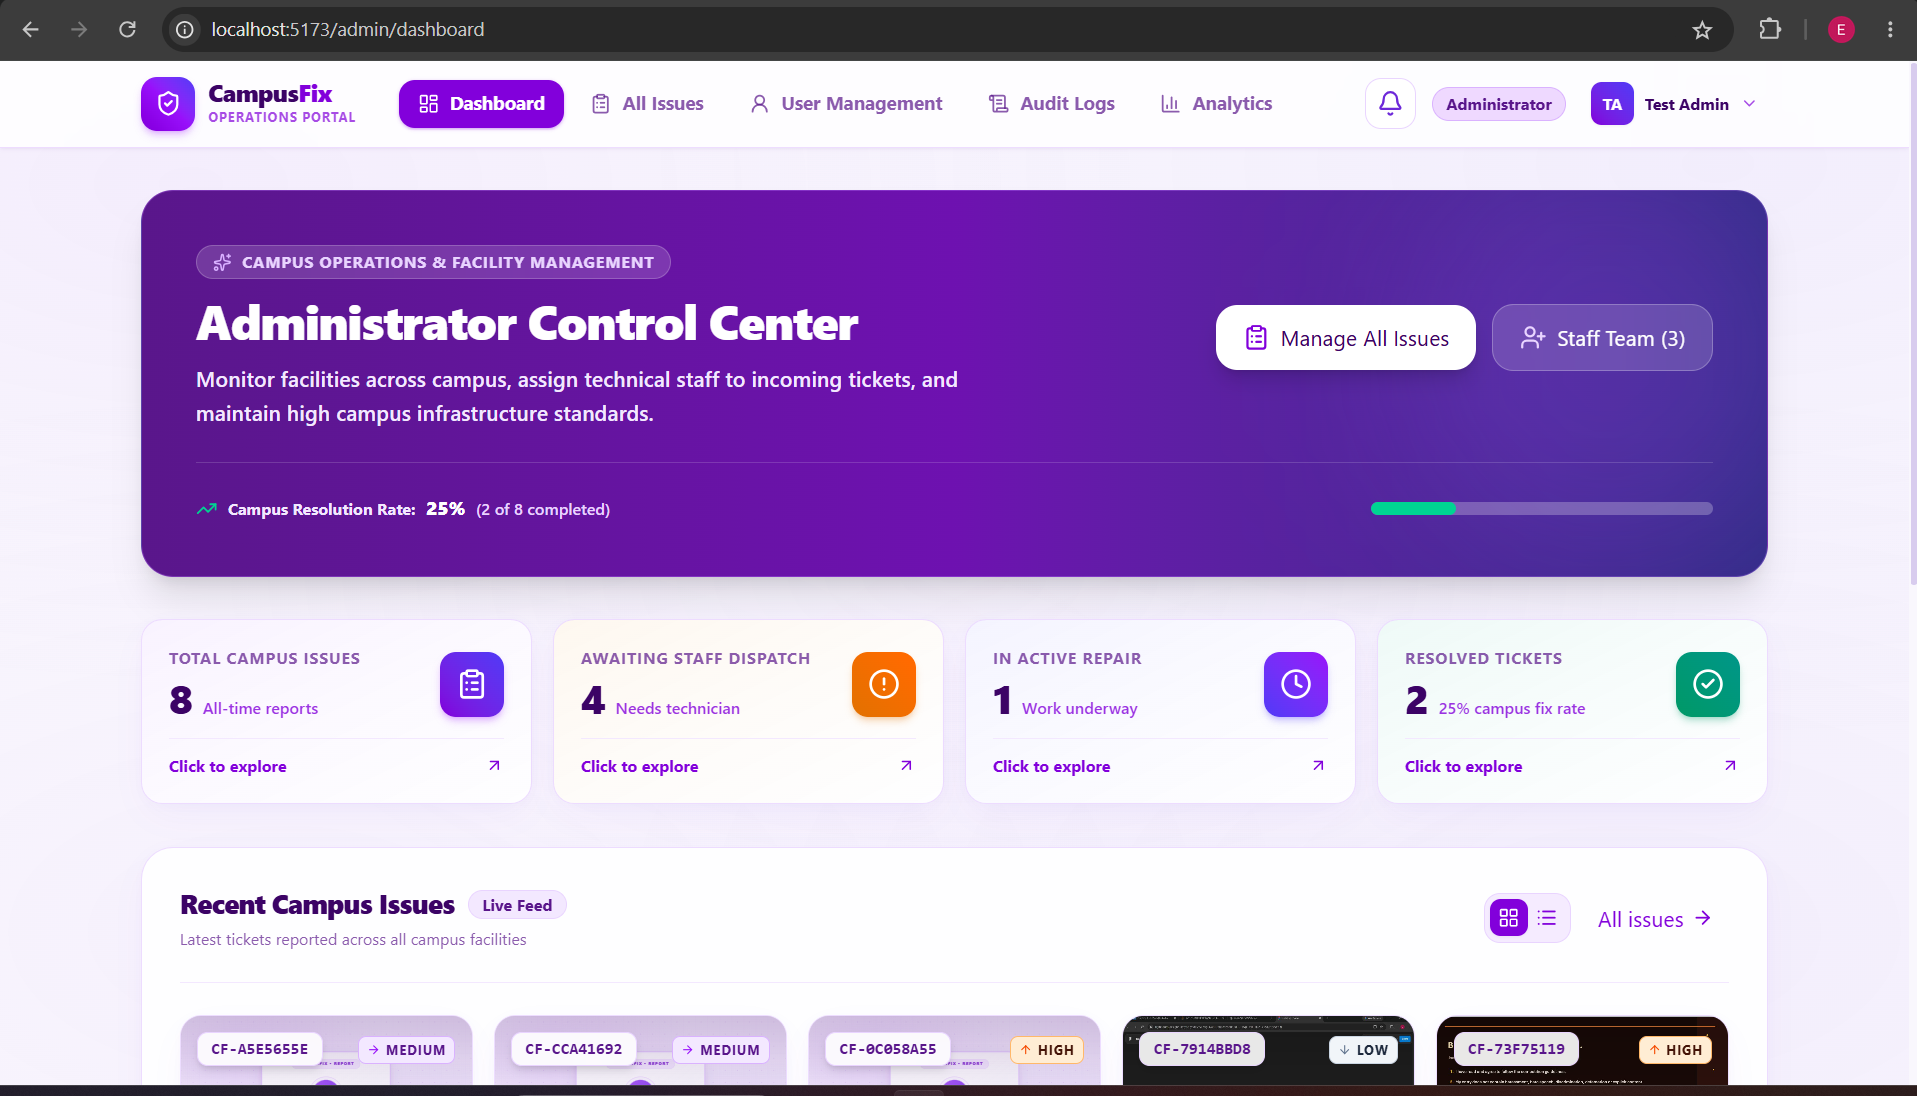 localhost:5173/admin/dashboard
E
CampusFix
OPERATIONS PORTAL
Dashboard
All Issues
User Management
Audit Logs
Analytics
Administrator
TA
Test Admin
CAMPUS OPERATIONS & FACILITY MANAGEMENT
Administrator Control Center
Monitor facilities across campus, assign technical staff to incoming tickets, and
maintain high campus infrastructure standards.
Manage All Issues
Staff Team (3)
Campus Resolution Rate: 25% (2 of 8 completed)
TOTAL CAMPUS ISSUES
8 All-time reports
Click to explore
AWAITING STAFF DISPATCH
4 Needs technician
Click to explore
IN ACTIVE REPAIR
1 Work underway
Click to explore
RESOLVED TICKETS
2 25% campus fix rate
Click to explore
Recent Campus Issues
Live Feed
Latest tickets reported across all campus facilities
All issues
CF-A5E5655E
MEDIUM
CF-CCA41692
MEDIUM
CF-0C058A55
HIGH
CF-7914BBD8
LOW
CF-73F75119
HIGH